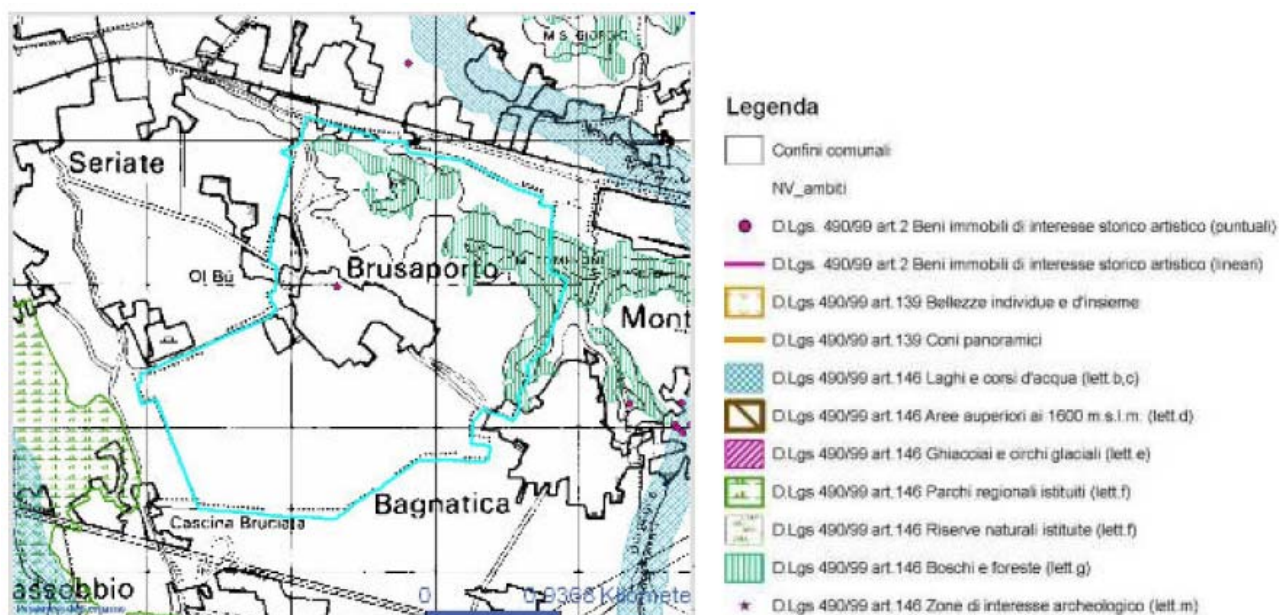 M S GIORGIO
Seriate
Ol Bú
Brusaporto
Mont
Bagnatica
Cascina Bruciata
assobbio
0 0.9368 Kilomete
Legenda
Confini comunali
NV_ambiti
D.Lgs. 490/99 art.2 Beni immobili di interesse storico artistico (puntuali)
D.Lgs. 490/99 art.2 Beni immobili di interesse storico artistico (lineari)
D.Lgs 490/99 art.139 Bellezze individue e d'insieme
D.Lgs 490/99 art.139 Coni panoramici
D.Lgs 490/99 art.146 Laghi e corsi d'acqua (lett.b,c)
D.Lgs 490/99 art.146 Aree superiori ai 1600 m.s.l.m. (lett.d)
D.Lgs 490/99 art.146 Ghiacciai e circhi glaciali (lett.e)
D.Lgs 490/99 art.146 Parchi regionali istituiti (lett.f)
D.Lgs 490/99 art.146 Riserve naturali istituite (lett.f)
D.Lgs 490/99 art.146 Boschi e foreste (lett.g)
D.Lgs 490/99 art.146 Zone di interesse archeologico (lett.m)